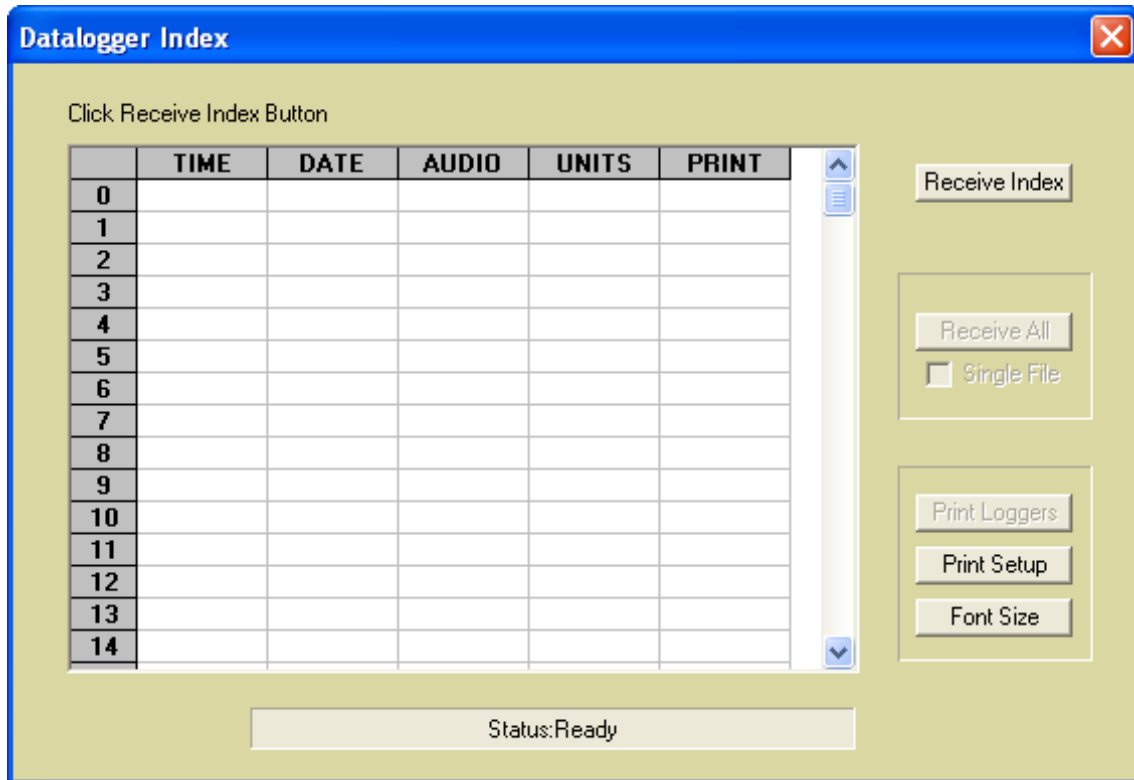 Datalogger Index
Click Receive Index Button
TIME DATE AUDIO UNITS PRINT
0
1
2
3
4
5
6
7
8
9
10
11
12
13
14
Receive Index
Receive All
Single File
Print Loggers
Print Setup
Font Size
Status:Ready